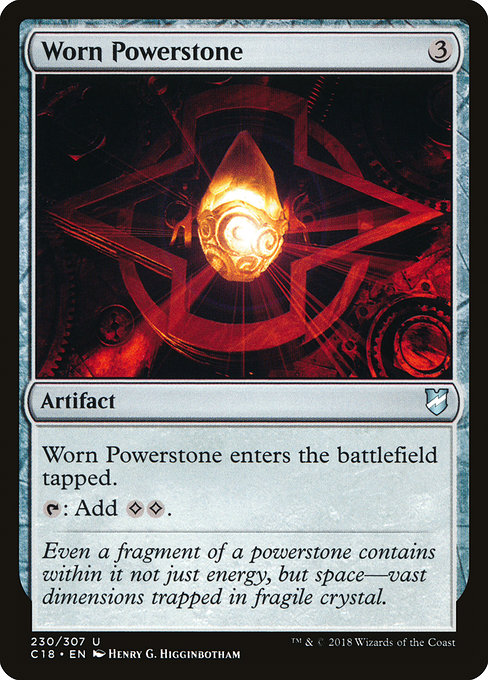 Worn Powerstone 3
Artifact
Worn Powerstone enters the battlefield
tapped.
: Add .
Even a fragment of a powerstone contains
within it not just energy, but space—vast
dimensions trapped in fragile crystal.
230/307 U
C18 • EN Henry G. Higginbotham
™ & © 2018 Wizards of the Coast